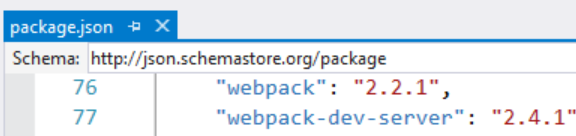 package.json
Schema: http://json.schemastore.org/package
76 "webpack": "2.2.1",
77 "webpack-dev-server": "2.4.1"